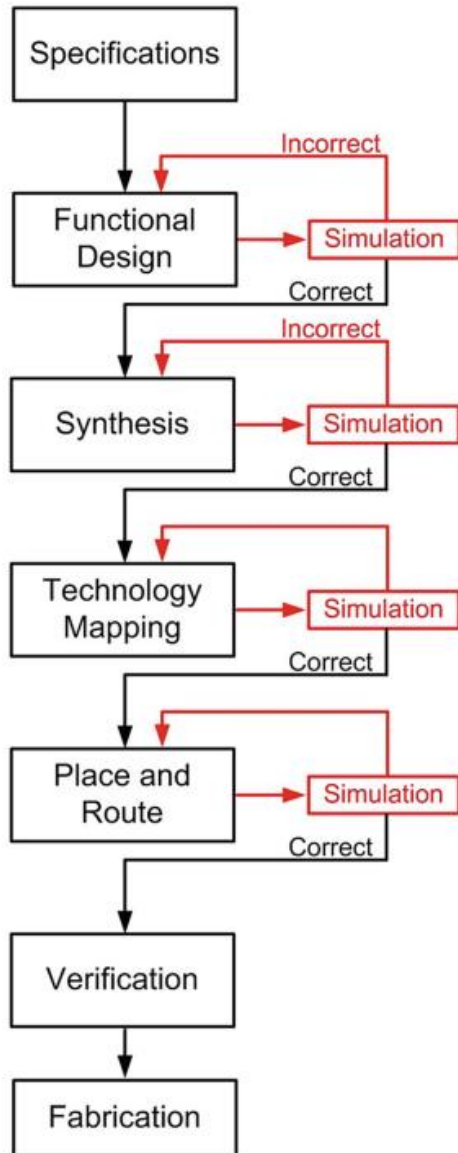 Specifications
Incorrect
Functional
Design
Simulation
Correct
Incorrect
Synthesis
Simulation
Correct
Technology
Mapping
Simulation
Correct
Place and
Route
Simulation
Correct
Verification
Fabrication